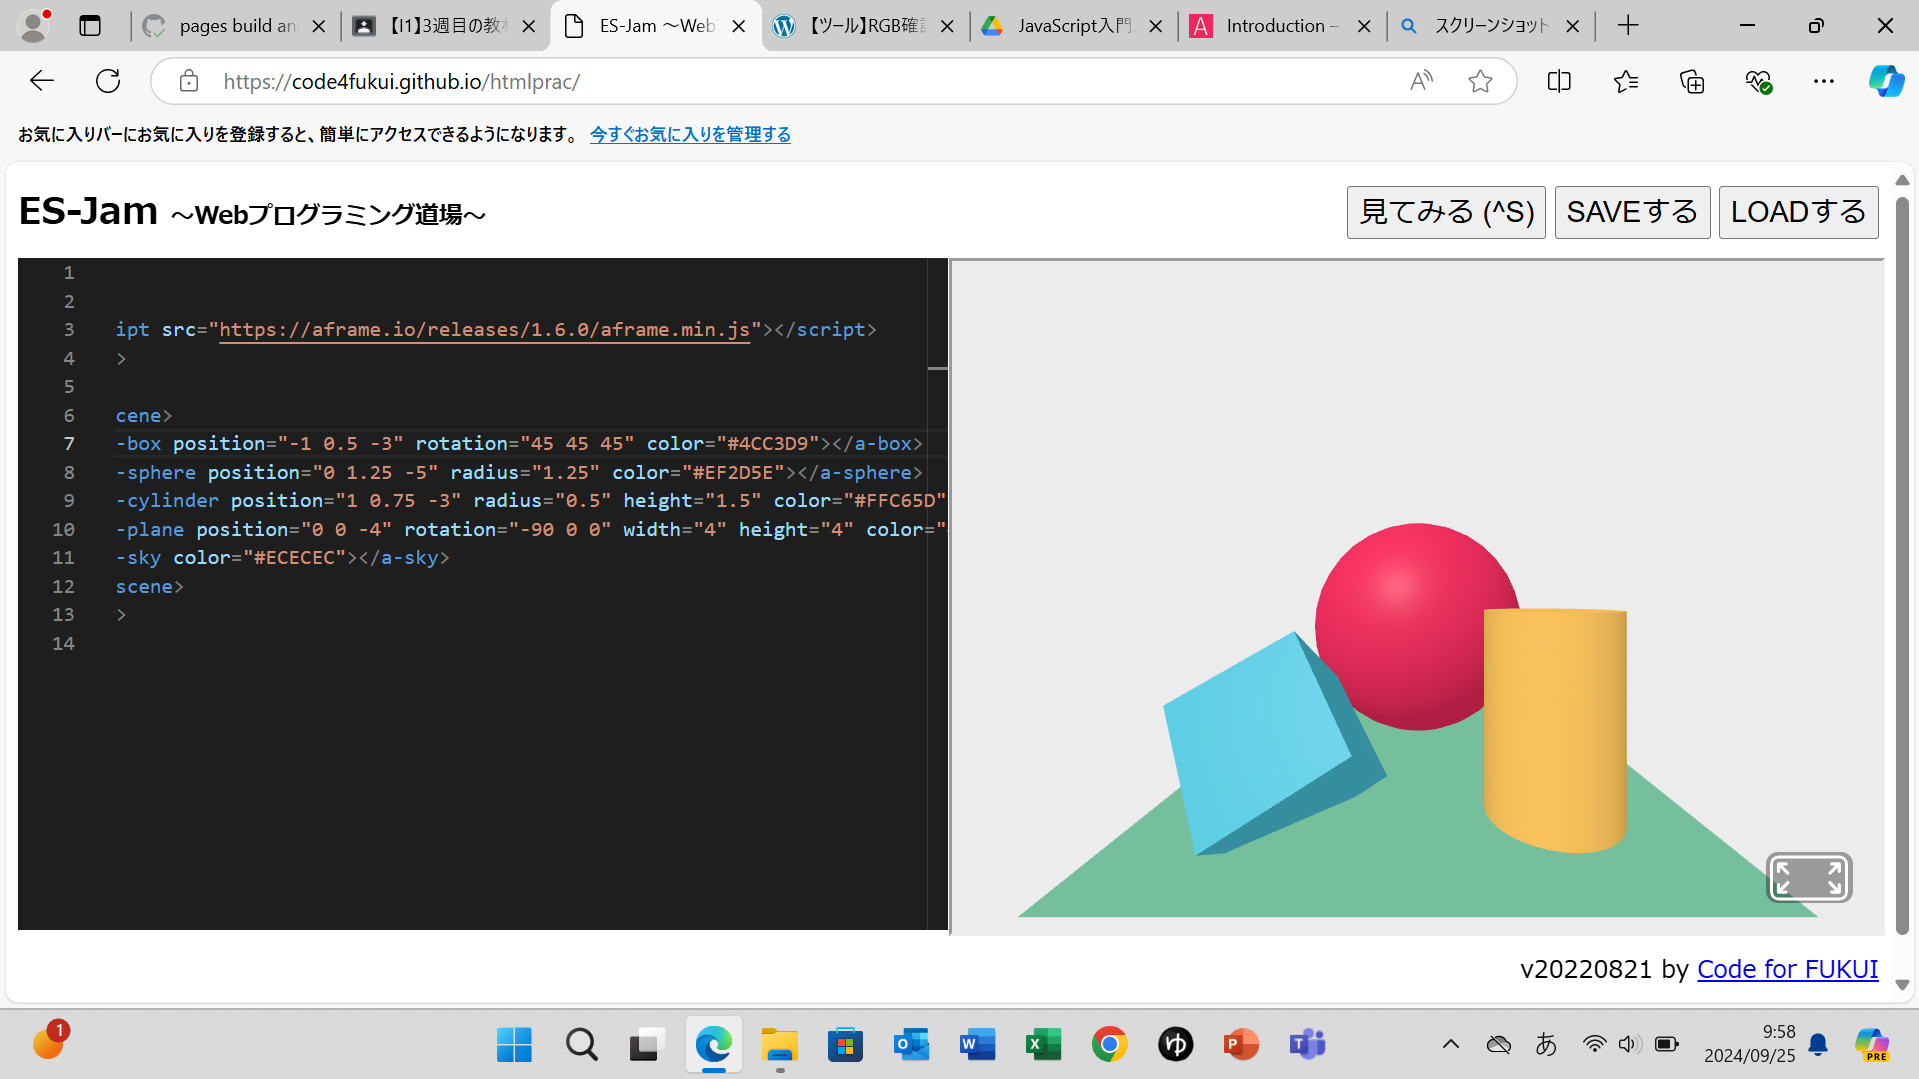 pages build an
【I1】3週目の教材
ES-Jam ～Web
【ツール】RGB確認
JavaScript入門
Introduction –
スクリーンショット
https://code4fukui.github.io/htmlprac/
お気に入りバーにお気に入りを登録すると、簡単にアクセスできるようになります。 今すぐお気に入りを管理する
ES-Jam ～Webプログラミング道場～
見てみる (^S) SAVEする LOADする
1
2
3 ipt src="https://aframe.io/releases/1.6.0/aframe.min.js"></script>
4 >
5
6 cene>
7 -box position="-1 0.5 -3" rotation="45 45 45" color="#4CC3D9"></a-box>
8 -sphere position="0 1.25 -5" radius="1.25" color="#EF2D5E"></a-sphere>
9 -cylinder position="1 0.75 -3" radius="0.5" height="1.5" color="#FFC65D"
10 -plane position="0 0 -4" rotation="-90 0 0" width="4" height="4" color="
11 -sky color="#ECECEC"></a-sky>
12 scene>
13 >
14
v20220821 by Code for FUKUI
1
あ
9:58
2024/09/25
PRE